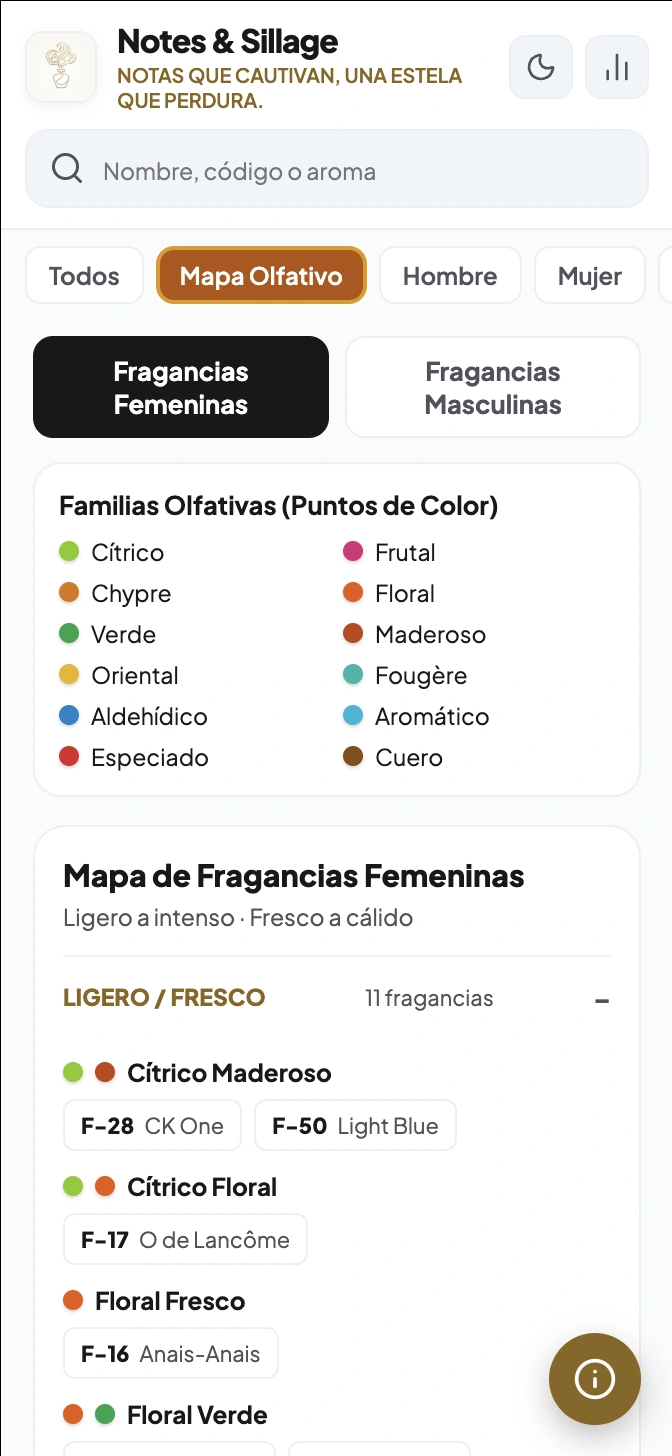 Notes & Sillage
NOTAS QUE CAUTIVAN, UNA ESTELA
QUE PERDURA.
Nombre, código o aroma
Todos
Mapa Olfativo
Hombre
Mujer
Fragancias
Femeninas
Fragancias
Masculinas
Familias Olfativas (Puntos de Color)
Cítrico
Frutal
Chypre
Floral
Verde
Maderoso
Oriental
Fougère
Aldehídico
Aromático
Especiado
Cuero
Mapa de Fragancias Femeninas
Ligero a intenso · Fresco a cálido
LIGERO / FRESCO 11 fragancias –
Cítrico Maderoso
F-28 CK One
F-50 Light Blue
Cítrico Floral
F-17 O de Lancôme
Floral Fresco
F-16 Anais-Anais
Floral Verde